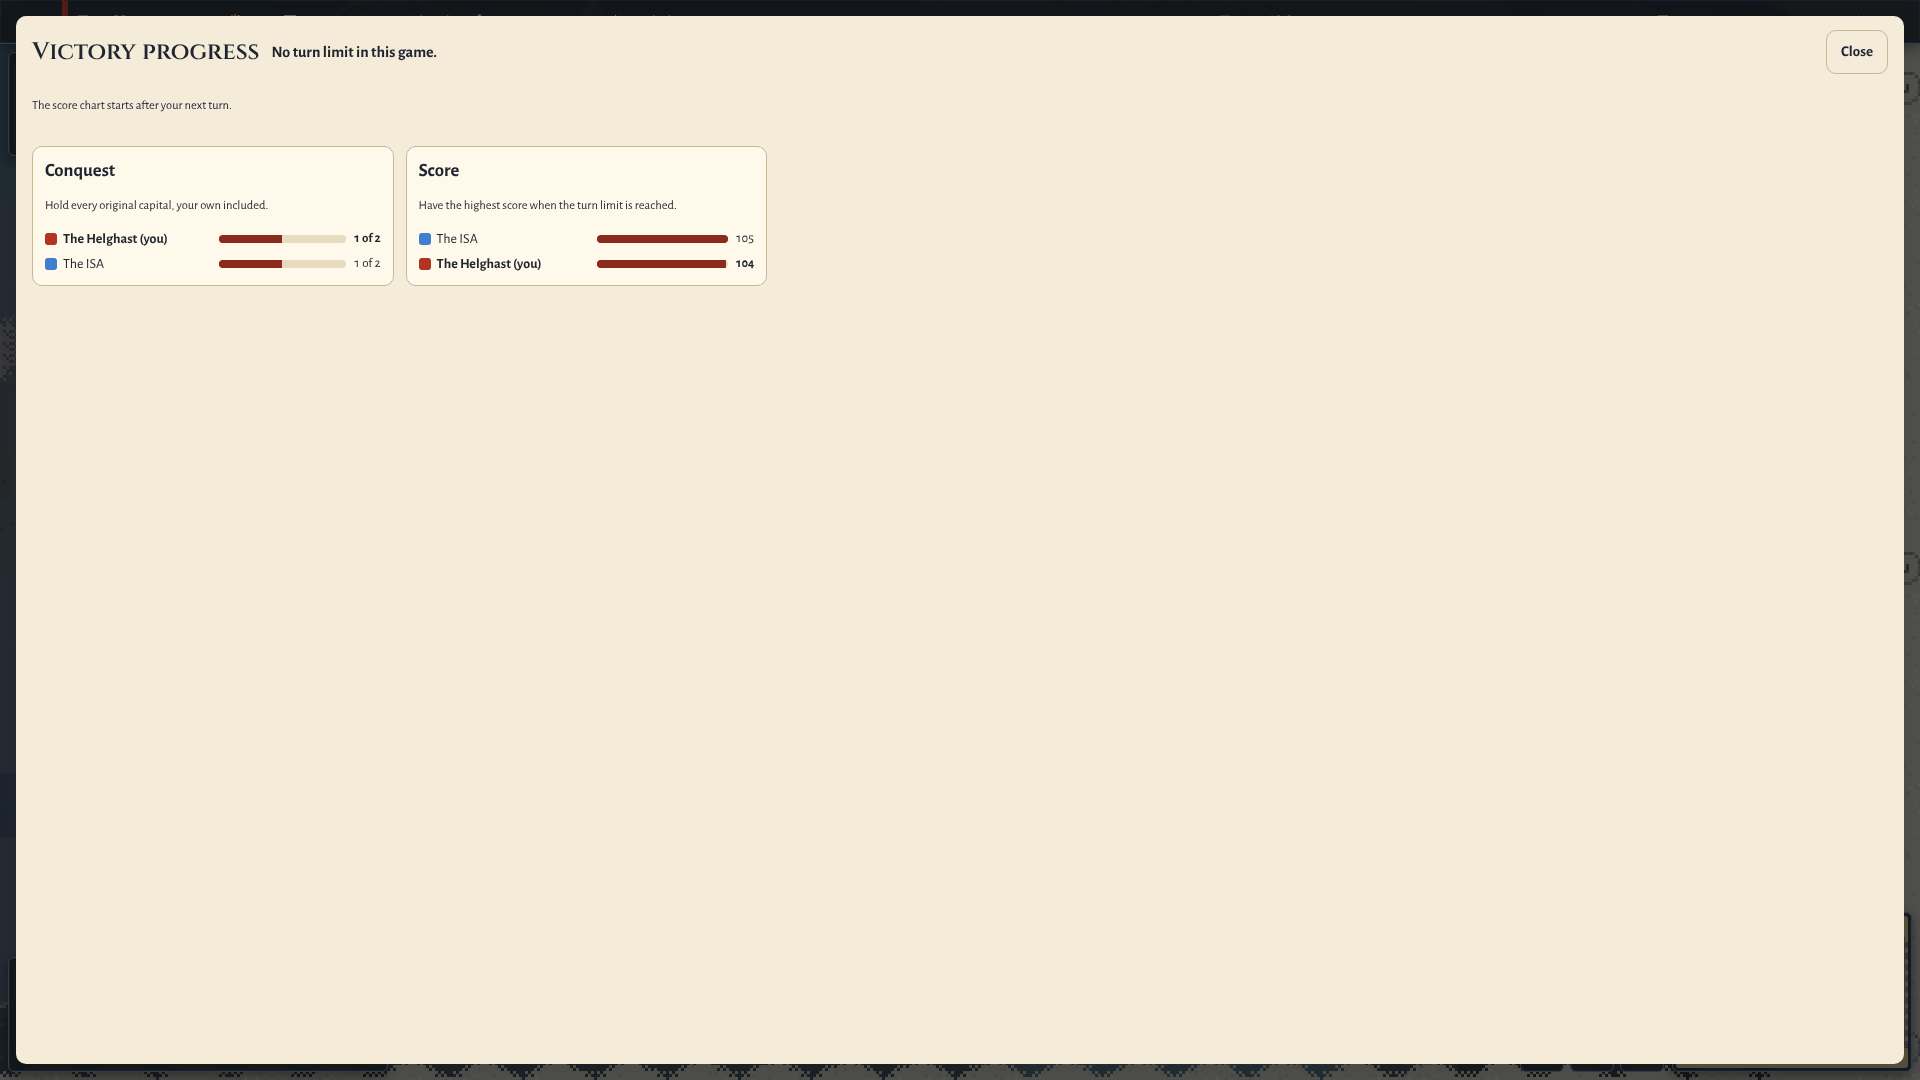 Victory progress No turn limit in this game.
Close
The score chart starts after your next turn.
Conquest
Hold every original capital, your own included.
The Helghast (you) 1 of 2
The ISA 1 of 2
Score
Have the highest score when the turn limit is reached.
The ISA 105
The Helghast (you) 104